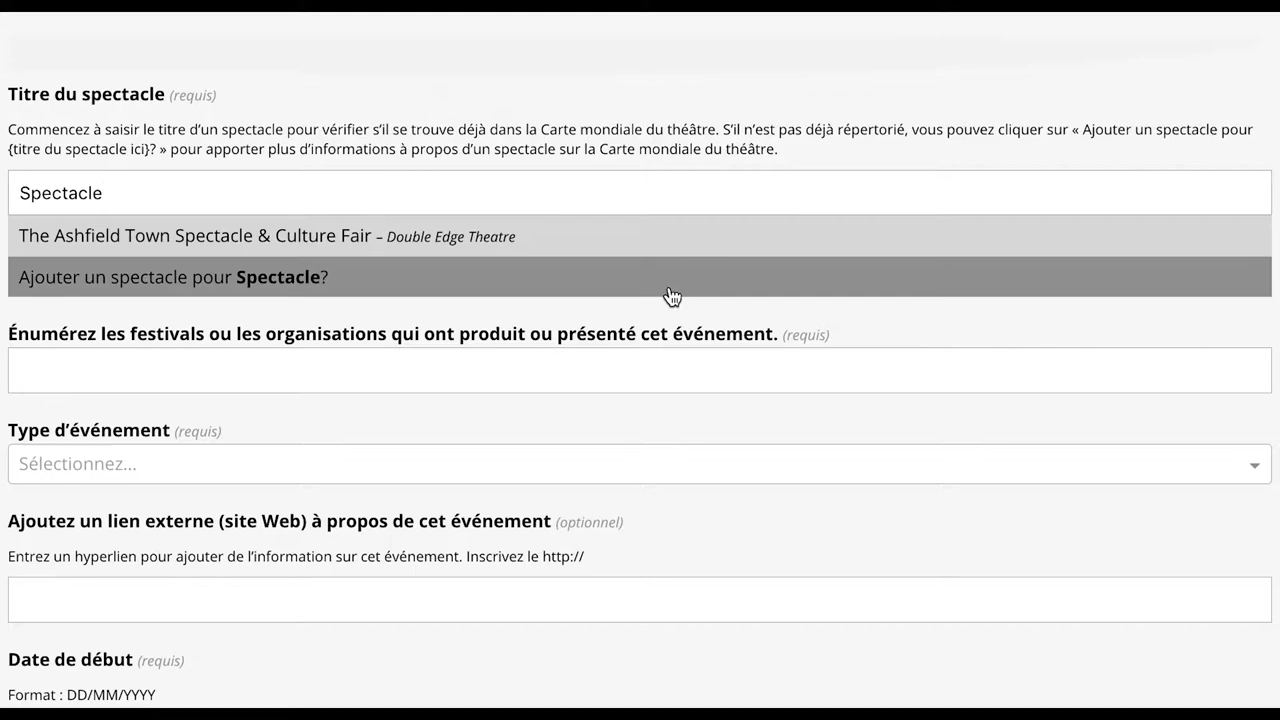 Titre du spectacle (requis)
Commencez à saisir le titre d’un spectacle pour vérifier s’il se trouve déjà dans la Carte mondiale du théâtre. S’il n’est pas déjà répertorié, vous pouvez cliquer sur « Ajouter un spectacle pour
{titre du spectacle ici}? » pour apporter plus d’informations à propos d’un spectacle sur la Carte mondiale du théâtre.
Spectacle
The Ashfield Town Spectacle & Culture Fair – Double Edge Theatre
Ajouter un spectacle pour Spectacle?
Énumérez les festivals ou les organisations qui ont produit ou présenté cet événement. (requis)
Type d’événement (requis)
Sélectionnez...
Ajoutez un lien externe (site Web) à propos de cet événement (optionnel)
Entrez un hyperlien pour ajouter de l’information sur cet événement. Inscrivez le http://
Date de début (requis)
Format : DD/MM/YYYY